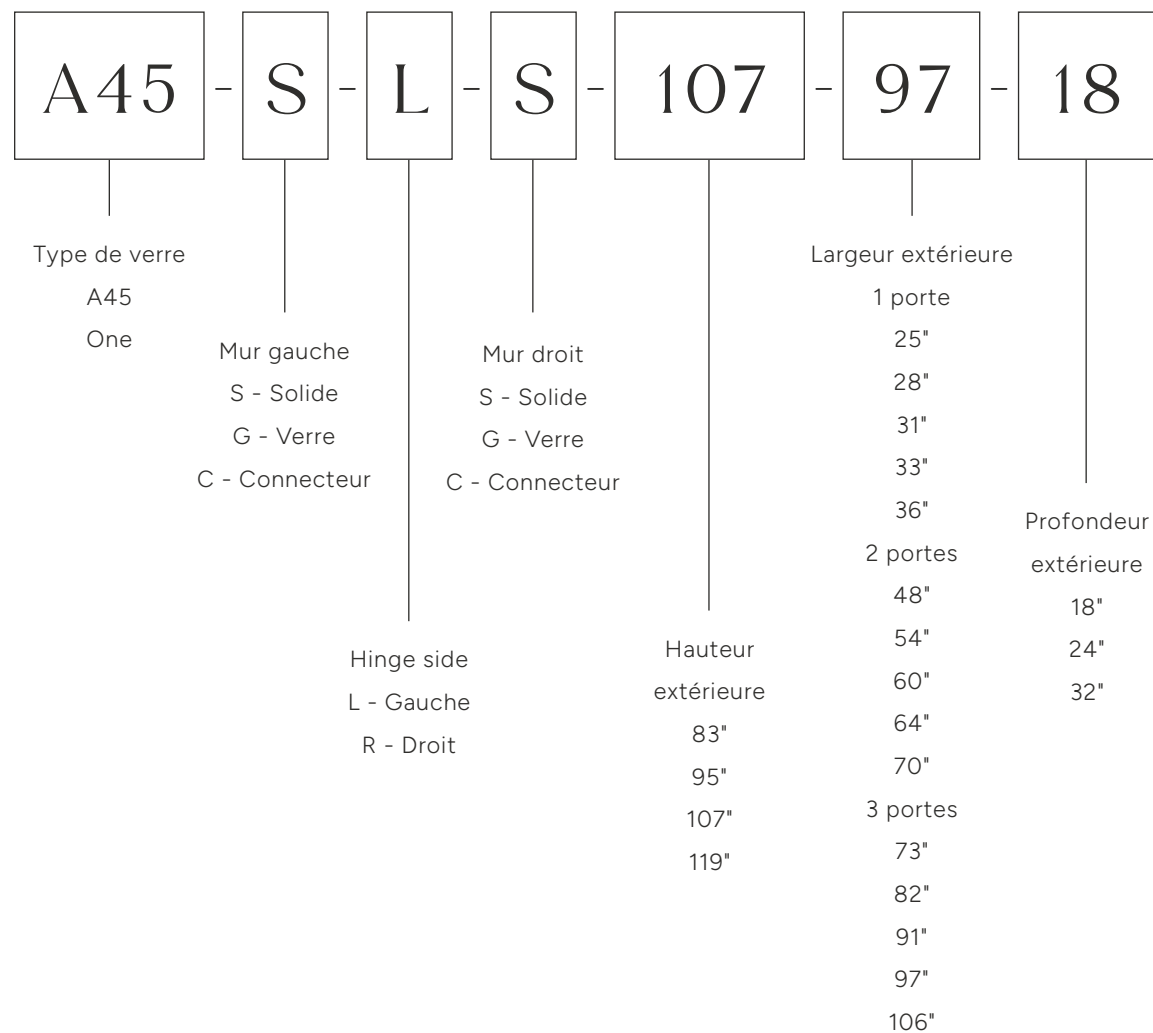 A45 - S - L - S - 107 - 97 - 18
Type de verre
A45
One
Mur gauche
S - Solide
G - Verre
C - Connecteur
Hinge side
L - Gauche
R - Droit
Mur droit
S - Solide
G - Verre
C - Connecteur
Hauteur
extérieure
83"
95"
107"
119"
Largeur extérieure
1 porte
25"
28"
31"
33"
36"
2 portes
48"
54"
60"
64"
70"
3 portes
73"
82"
91"
97"
106"
Profondeur
extérieure
18"
24"
32"